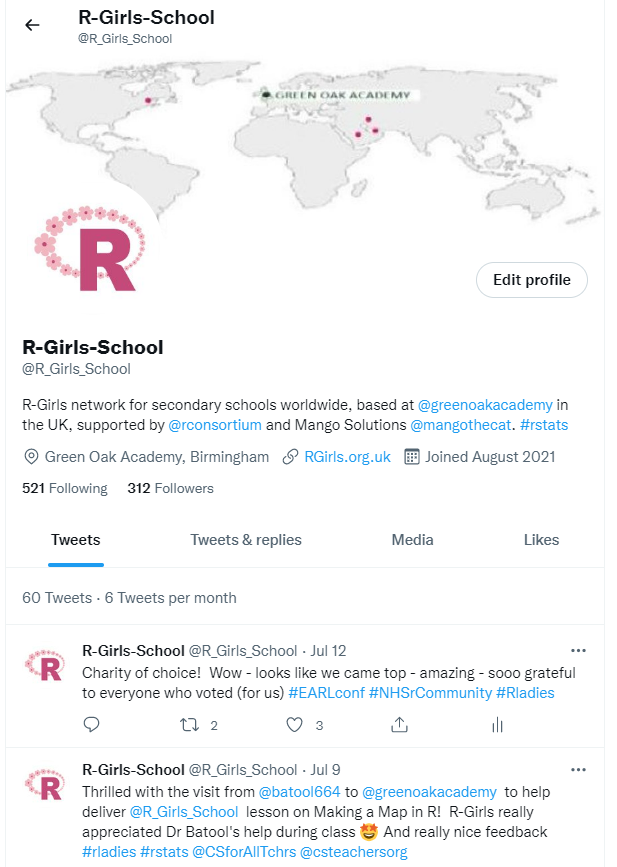 R-Girls-School
@R_Girls_School
GREEN OAK ACADEMY
R
Edit profile
R-Girls-School
@R_Girls_School
R-Girls network for secondary schools worldwide, based at @greenoakacademy in
the UK, supported by @rconsortium and Mango Solutions @mangothecat. #rstats
Green Oak Academy, Birmingham RGirls.org.uk Joined August 2021
521 Following 312 Followers
Tweets Tweets & replies Media Likes
60 Tweets · 6 Tweets per month
R
R-Girls-School @R_Girls_School · Jul 12
Charity of choice! Wow - looks like we came top - amazing - sooo grateful
to everyone who voted (for us) #EARLconf #NHSrCommunity #Rladies
2 3
R
R-Girls-School @R_Girls_School · Jul 9
Thrilled with the visit from @batool664 to @greenoakacademy to help
deliver @R_Girls_School lesson on Making a Map in R! R-Girls really
appreciated Dr Batool's help during class 🤩 And really nice feedback
#rladies #rstats @CSforAllTchrs @csteachersorg